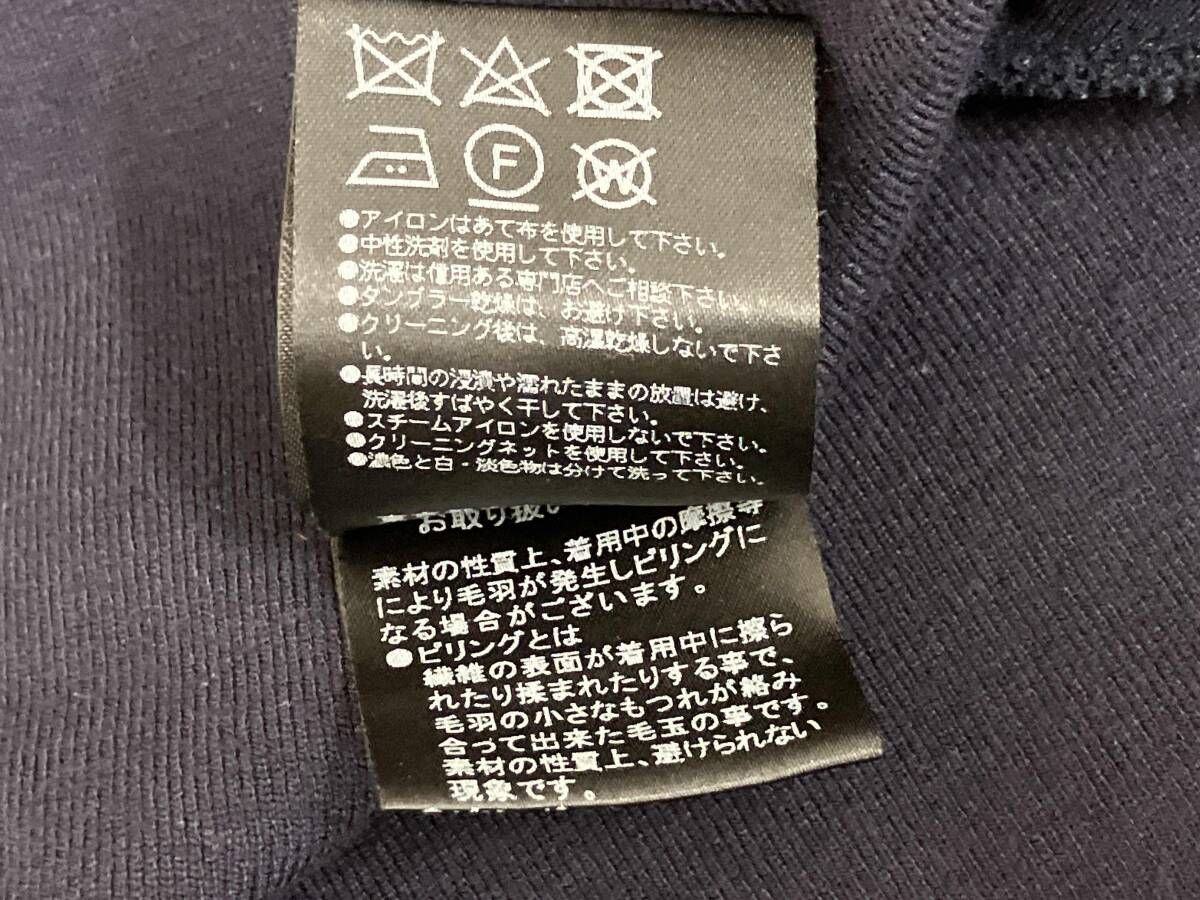 F W
●アイロンはあて布を使用して下さい。
●中性洗剤を使用して下さい。
●洗濯は信用ある専門店へご相談下さい。
●タンブラー乾燥は、お避け下さい。
●クリーニング後は、高温乾燥しないで下さ
い。
●長時間の浸漬や濡れたままの放置は避け、
洗濯後すばやく干して下さい。
●スチームアイロンを使用しないで下さい。
●クリーニングネットを使用して下さい。
●濃色と白・淡色物は分けて洗って下さい。
お取り扱い
素材の性質上、着用中の摩擦等
により毛羽が発生しピリングに
なる場合がございます。
●ピリングとは
繊維の表面が着用中に擦ら
れたり揉まれたりする事で、
毛羽の小さなもつれが絡み
合って出来た毛玉の事です。
素材の性質上、避けられない
現象です。